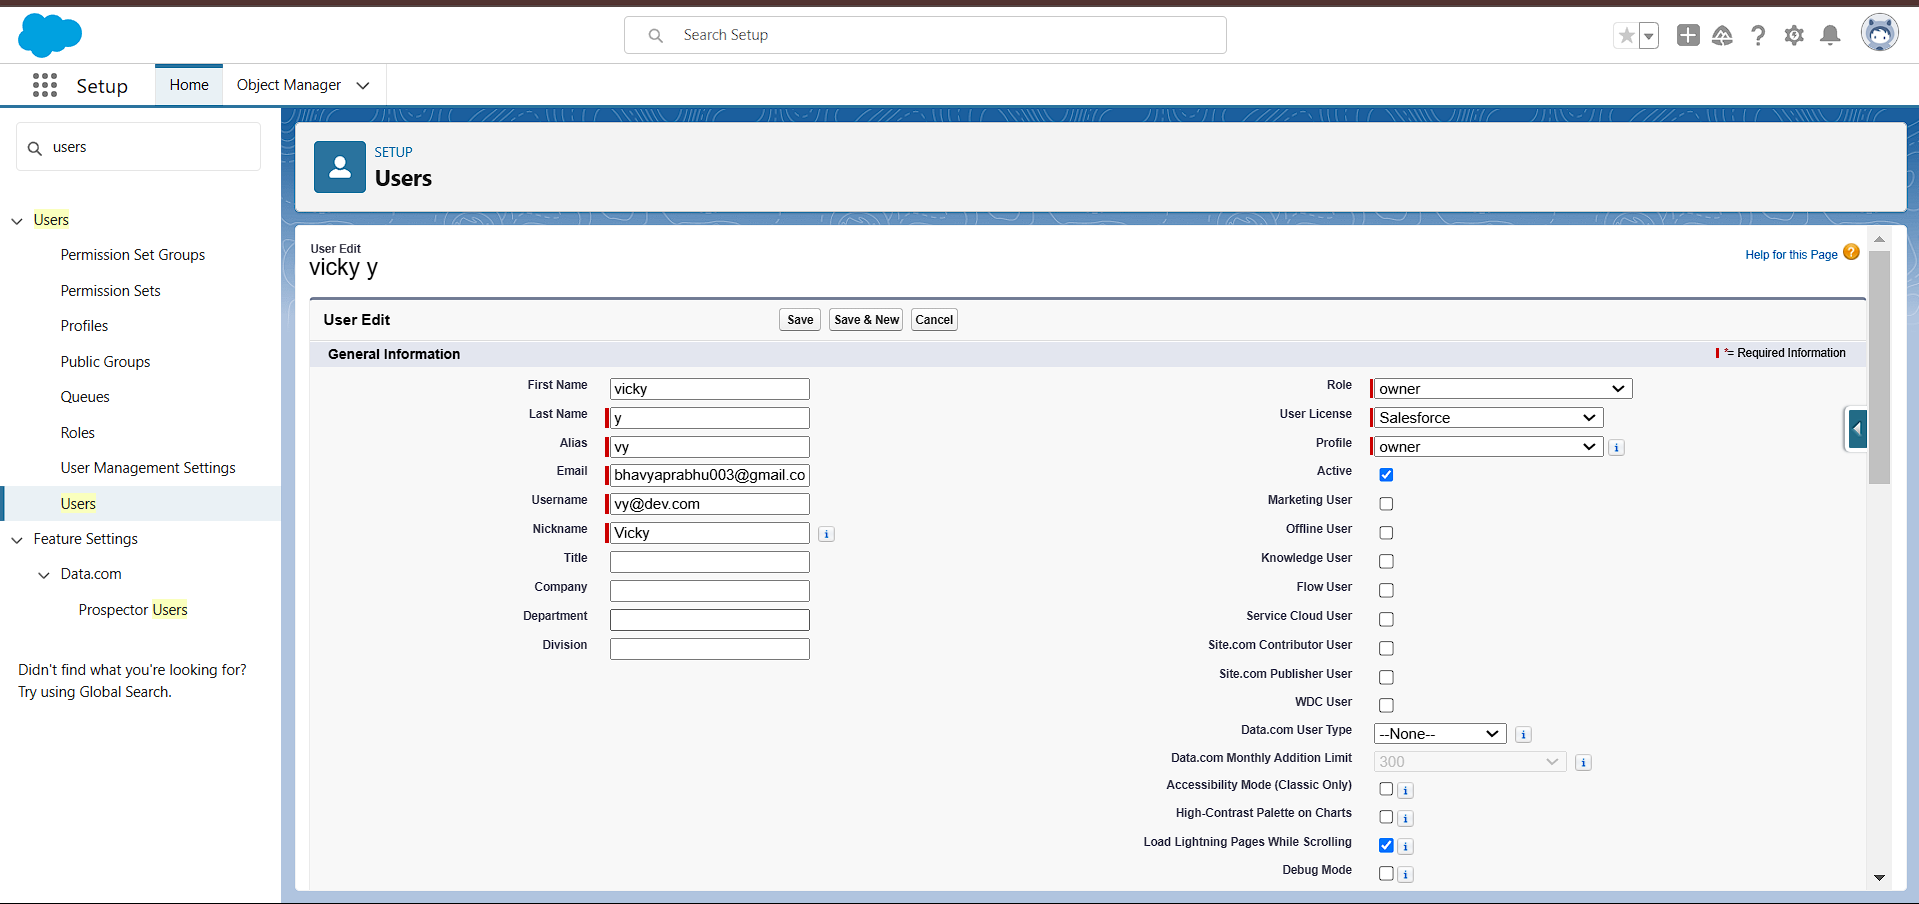 Search Setup
Setup
Home
Object Manager
users
Users
Permission Set Groups
Permission Sets
Profiles
Public Groups
Queues
Roles
User Management Settings
Users
Feature Settings
Data.com
Prospector Users
Didn't find what you're looking for?
Try using Global Search.
SETUP
Users
User Edit
vicky y
Help for this Page
User Edit
Save
Save & New
Cancel
General Information
*= Required Information
First Name vicky
Last Name y
Alias vy
Email bhavyaprabhu003@gmail.co
Username vy@dev.com
Nickname Vicky
Title
Company
Department
Division
Role owner
User License Salesforce
Profile owner
Active
Marketing User
Offline User
Knowledge User
Flow User
Service Cloud User
Site.com Contributor User
Site.com Publisher User
WDC User
Data.com User Type --None--
Data.com Monthly Addition Limit 300
Accessibility Mode (Classic Only)
High-Contrast Palette on Charts
Load Lightning Pages While Scrolling
Debug Mode